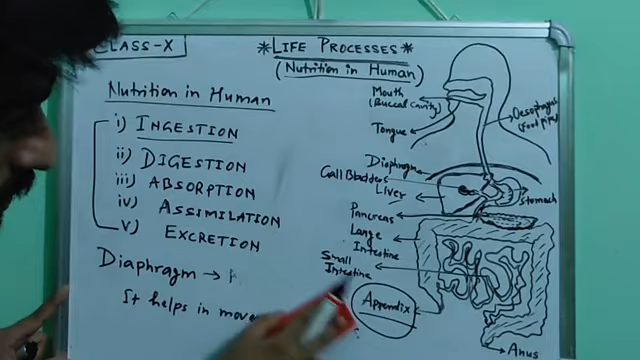 CLASS-X
*LIFE PROCESSES*
(Nutrition in Human)
Nutrition in Human
i) INGESTION
ii) DIGESTION
iii) ABSORPTION
iv) ASSIMILATION
v) EXCRETION
Diaphragm →
It helps in move
Mouth
(Buccal cavity)
Tongue
Oesophagus
(Food pipe)
Diaphragm
Gall Bladder
Liver
Stomach
Pancreas
Large
Intestine
Small
Intestine
Appendix
Anus